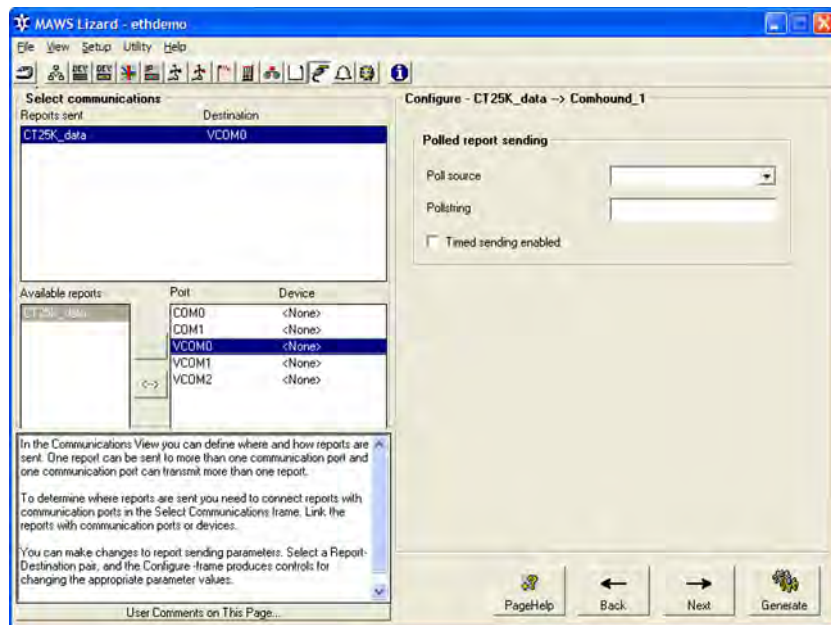 MAWS Lizard - ethdemo
File View Setup Utility Help
Select communications
Reports sent Destination
CT25K_data VCOM0
Available reports Port Device
CT25K_data
COM0 <None>
COM1 <None>
VCOM0 <None>
VCOM1 <None>
VCOM2 <None>
<-->
In the Communications View you can define where and how reports are
sent. One report can be sent to more than one communication port and
one communication port can transmit more than one report.
To determine where reports are sent you need to connect reports with
communication ports in the Select Communications frame. Link the
reports with communication ports or devices.
You can make changes to report sending parameters. Select a Report-
Destination pair, and the Configure -frame produces controls for
changing the appropriate parameter values.
User Comments on This Page...
Configure - CT25K_data --> Comhound_1
Polled report sending
Poll source
Pollstring
Timed sending enabled
PageHelp Back Next Generate